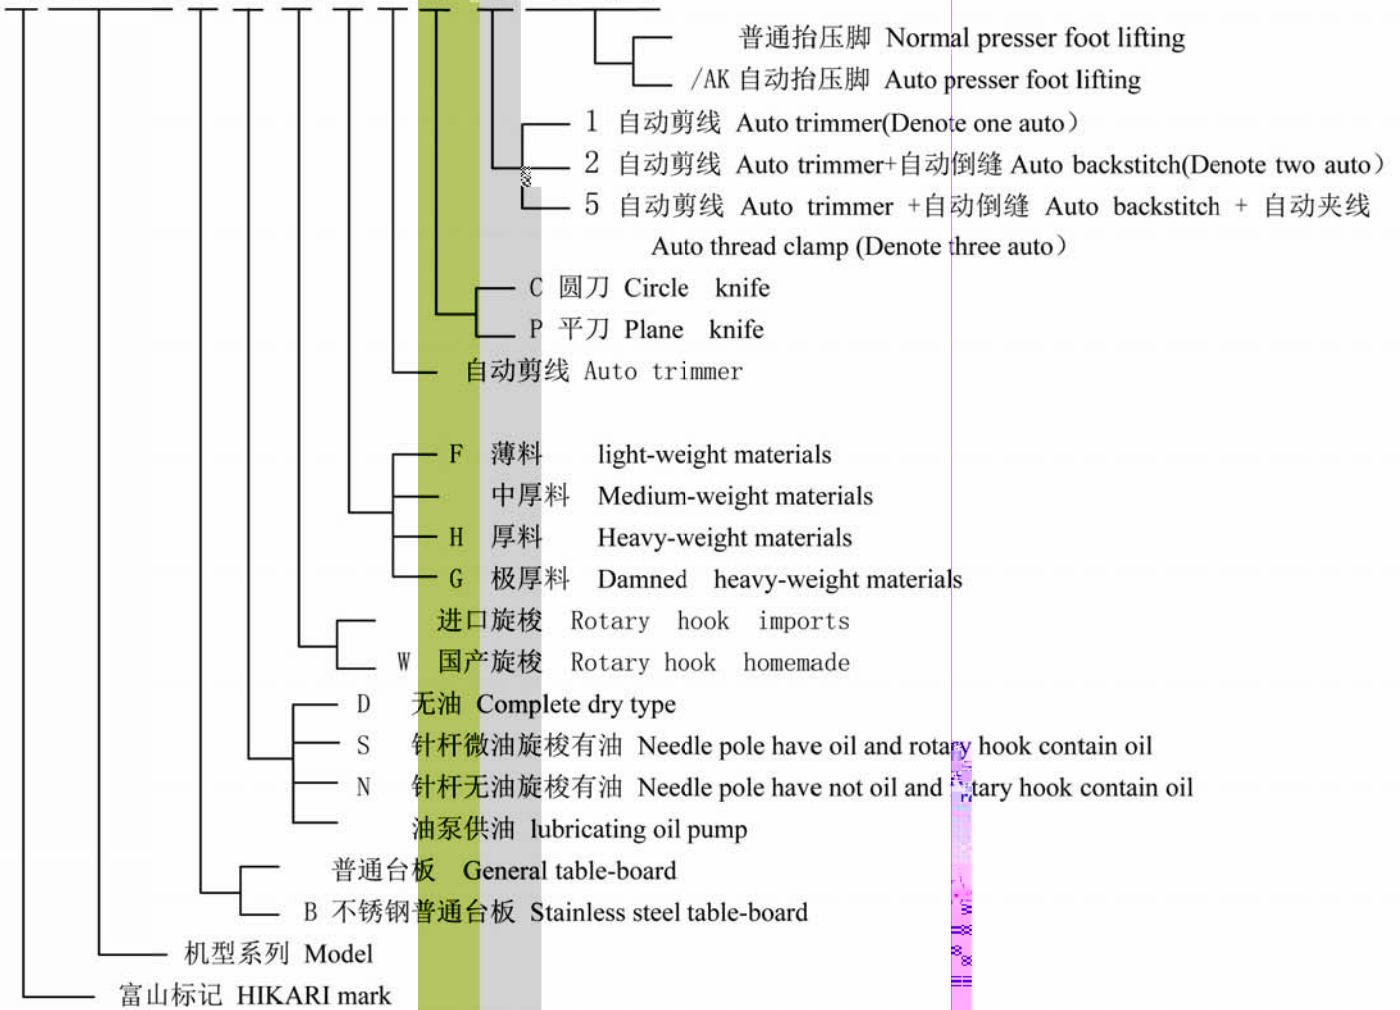 普通抬压脚 Normal presser foot lifting
/AK 自动抬压脚 Auto presser foot lifting
1 自动剪线 Auto trimmer(Denote one auto）
2 自动剪线 Auto trimmer+自动倒缝 Auto backstitch(Denote two auto）
5 自动剪线 Auto trimmer +自动倒缝 Auto backstitch + 自动夹线
Auto thread clamp (Denote three auto）
C 圆刀 Circle knife
P 平刀 Plane knife
自动剪线 Auto trimmer
F 薄料 light-weight materials
中厚料 Medium-weight materials
H 厚料 Heavy-weight materials
G 极厚料 Damned heavy-weight materials
进口旋梭 Rotary hook imports
W 国产旋梭 Rotary hook homemade
D 无油 Complete dry type
S 针杆微油旋梭有油 Needle pole have oil and rotary hook contain oil
N 针杆无油旋梭有油 Needle pole have not oil and hook contain oil
油泵供油 lubricating oil pump
普通台板 General table-board
B 不锈钢普通台板 Stainless steel table-board
机型系列 Model
富山标记 HIKARI mark